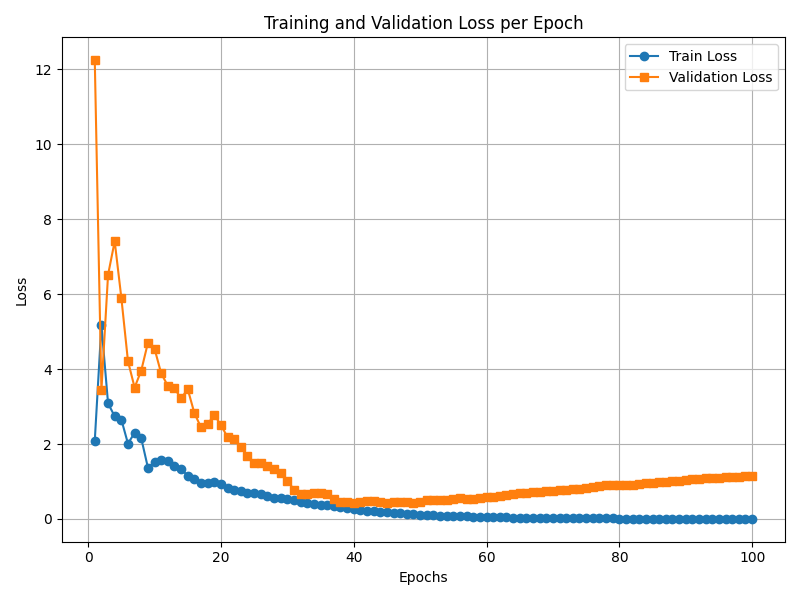 Training and Validation Loss per Epoch
Train Loss
Validation Loss
12
10
8
6
4
2
0
Loss
0 20 40 60 80 100
Epochs